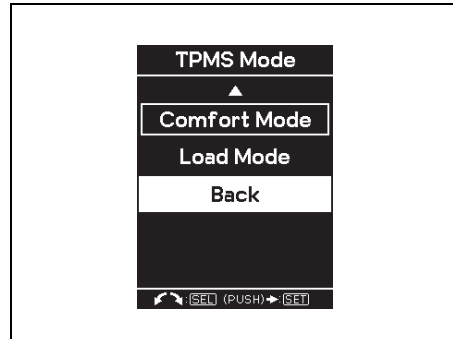 TPMS Mode
Comfort Mode
Load Mode
Back
:SEL (PUSH) :SET